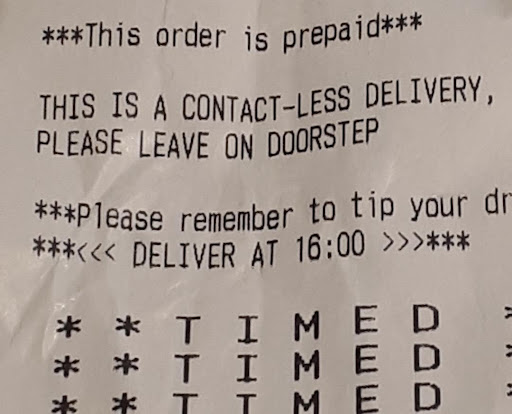 ***This order is prepaid***
THIS IS A CONTACT-LESS DELIVERY,
PLEASE LEAVE ON DOORSTEP
***Please remember to tip your
***<<< DELIVER AT 16:00 >>>***
* * T I M E D *
* * T I M E D *
* * T I M E D